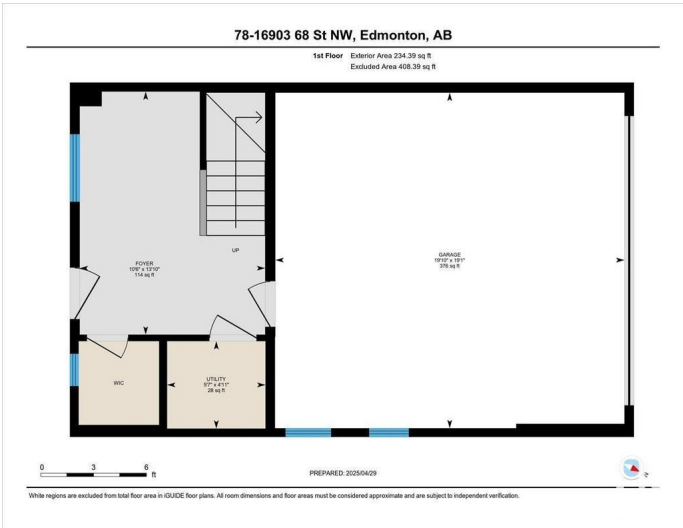 78-16903 68 St NW, Edmonton, AB
1st Floor Exterior Area 234.39 sq ft
Excluded Area 408.39 sq ft
UP
FOYER
10'6" x 13'10"
114 sq ft
GARAGE
19'10" x 19'1"
376 sq ft
WIC
UTILITY
5'7" x 4'11"
28 sq ft
0 3 6 ft
PREPARED: 2025/04/29
White regions are excluded from total floor area in iGUIDE floor plans. All room dimensions and floor areas must be considered approximate and are subject to independent verification.